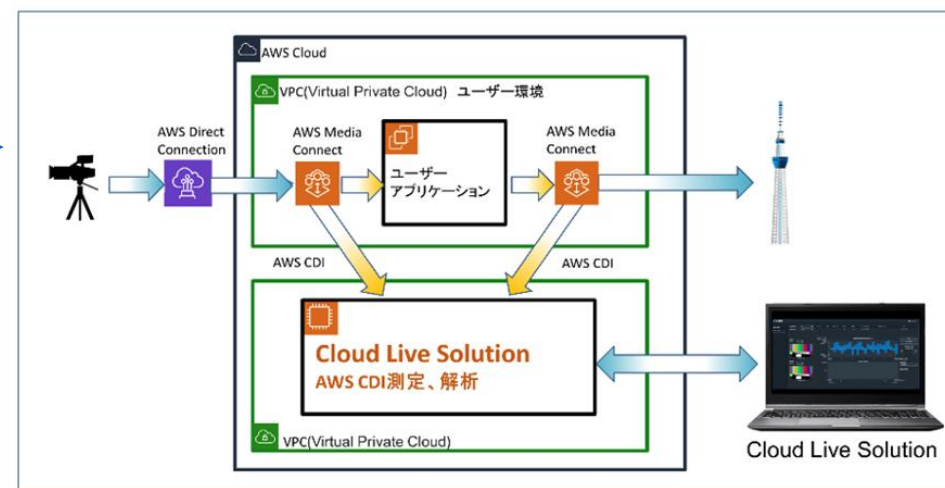 AWS Cloud
VPC(Virtual Private Cloud) ユーザー環境
AWS Direct
Connection
AWS Media
Connect
ユーザー
アプリケーション
AWS Media
Connect
AWS CDI
AWS CDI
Cloud Live Solution
AWS CDI測定、解析
VPC(Virtual Private Cloud)
Cloud Live Solution